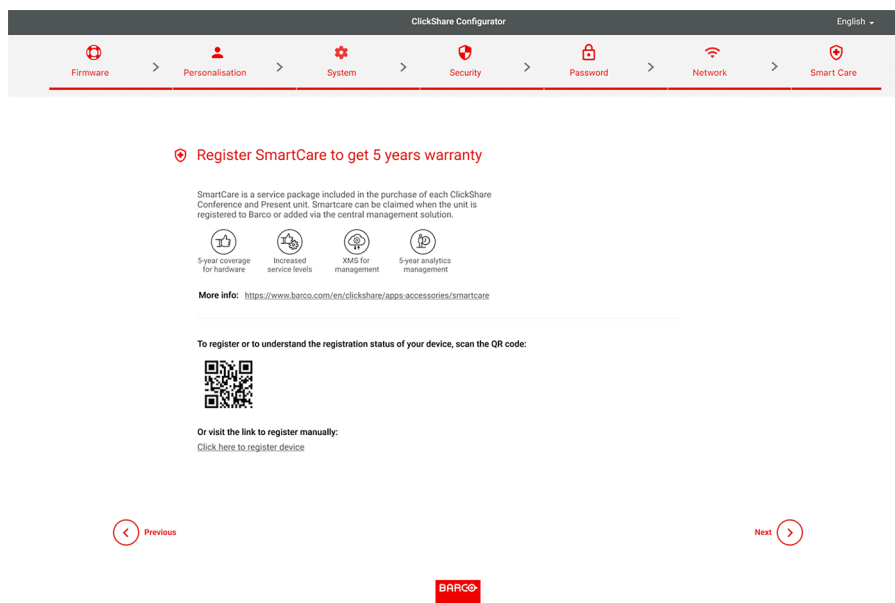 ClickShare Configurator
English
Firmware
Personalisation
System
Security
Password
Network
Smart Care
Register SmartCare to get 5 years warranty
SmartCare is a service package included in the purchase of each ClickShare
Conference and Present unit. Smartcare can be claimed when the unit is
registered to Barco or added via the central management solution.
5-year coverage
for hardware
Increased
service levels
XMS for
management
5-year analytics
management
More info: https://www.barco.com/en/clickshare/apps-accessories/smartcare
To register or to understand the registration status of your device, scan the QR code:
Or visit the link to register manually:
Click here to register device
Previous
Next
BARCO